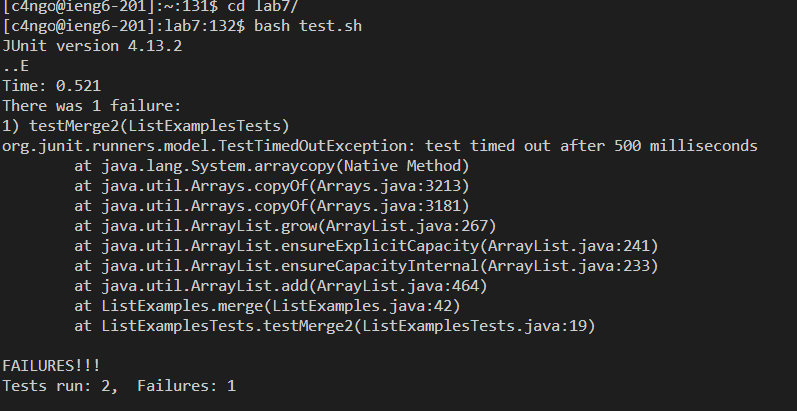 [c4ngo@ieng6-201]:~:131$ cd lab7/
[c4ngo@ieng6-201]:lab7:132$ bash test.sh
JUnit version 4.13.2
..E
Time: 0.521
There was 1 failure:
1) testMerge2(ListExamplesTests)
org.junit.runners.model.TestTimedOutException: test timed out after 500 milliseconds
        at java.lang.System.arraycopy(Native Method)
        at java.util.Arrays.copyOf(Arrays.java:3213)
        at java.util.Arrays.copyOf(Arrays.java:3181)
        at java.util.ArrayList.grow(ArrayList.java:267)
        at java.util.ArrayList.ensureExplicitCapacity(ArrayList.java:241)
        at java.util.ArrayList.ensureCapacityInternal(ArrayList.java:233)
        at java.util.ArrayList.add(ArrayList.java:464)
        at ListExamples.merge(ListExamples.java:42)
        at ListExamplesTests.testMerge2(ListExamplesTests.java:19)

FAILURES!!!
Tests run: 2,  Failures: 1